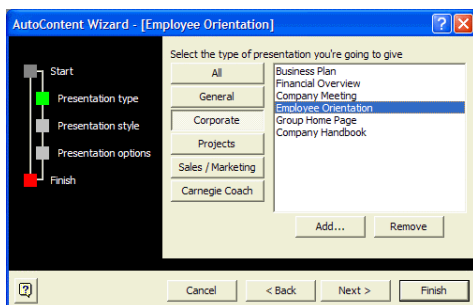 AutoContent Wizard - [Employee Orientation]
Select the type of presentation you're going to give
Start
Presentation type
Presentation style
Presentation options
Finish
All
General
Corporate
Projects
Sales / Marketing
Carnegie Coach
Business Plan
Financial Overview
Company Meeting
Employee Orientation
Group Home Page
Company Handbook
Add...
Remove
Cancel
< Back
Next >
Finish